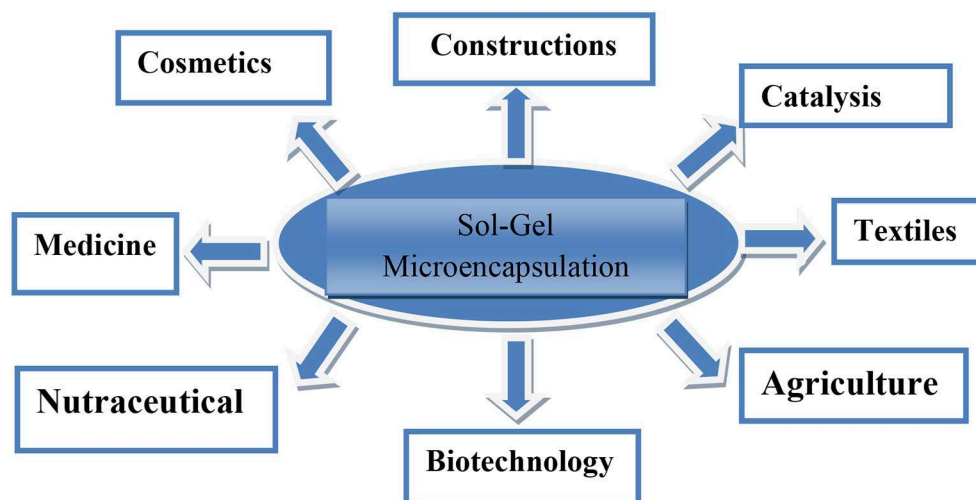 Constructions
Cosmetics
Catalysis
Sol-Gel
Microencapsulation
Medicine
Textiles
Nutraceutical
Agriculture
Biotechnology